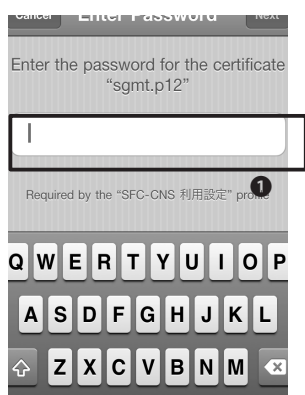 Cancel Enter Password Next
Enter the password for the certificate
“sgmt.p12”
Required by the “SFC-CNS 利用設定” profile
1
Q W E R T Y U I O P
A S D F G H J K L
Z X C V B N M